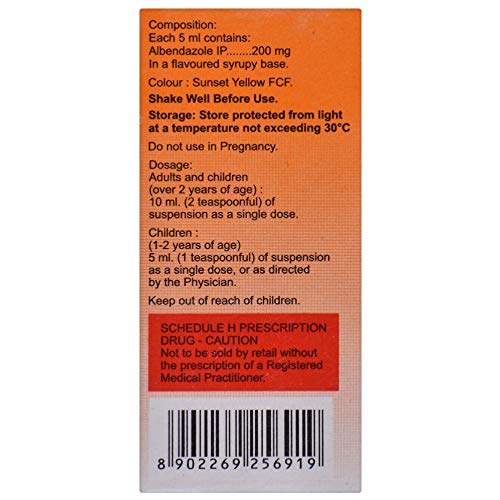 Composition:
Each 5 ml contains:
Albendazole IP........200 mg
In a flavoured syrupy base.
Colour : Sunset Yellow FCF.
Shake Well Before Use.
Storage: Store protected from light
at a temperature not exceeding 30°C
Do not use in Pregnancy.
Dosage:
Adults and children
(over 2 years of age) :
10 ml. (2 teaspoonful) of
suspension as a single dose.
Children :
(1-2 years of age)
5 ml. (1 teaspoonful) of suspension
as a single dose, or as directed
by the Physician.
Keep out of reach of children.
SCHEDULE H PRESCRIPTION
DRUG - CAUTION
Not to be sold by retail without
the prescription of a Registered
Medical Practitioner.
8 902269 256919